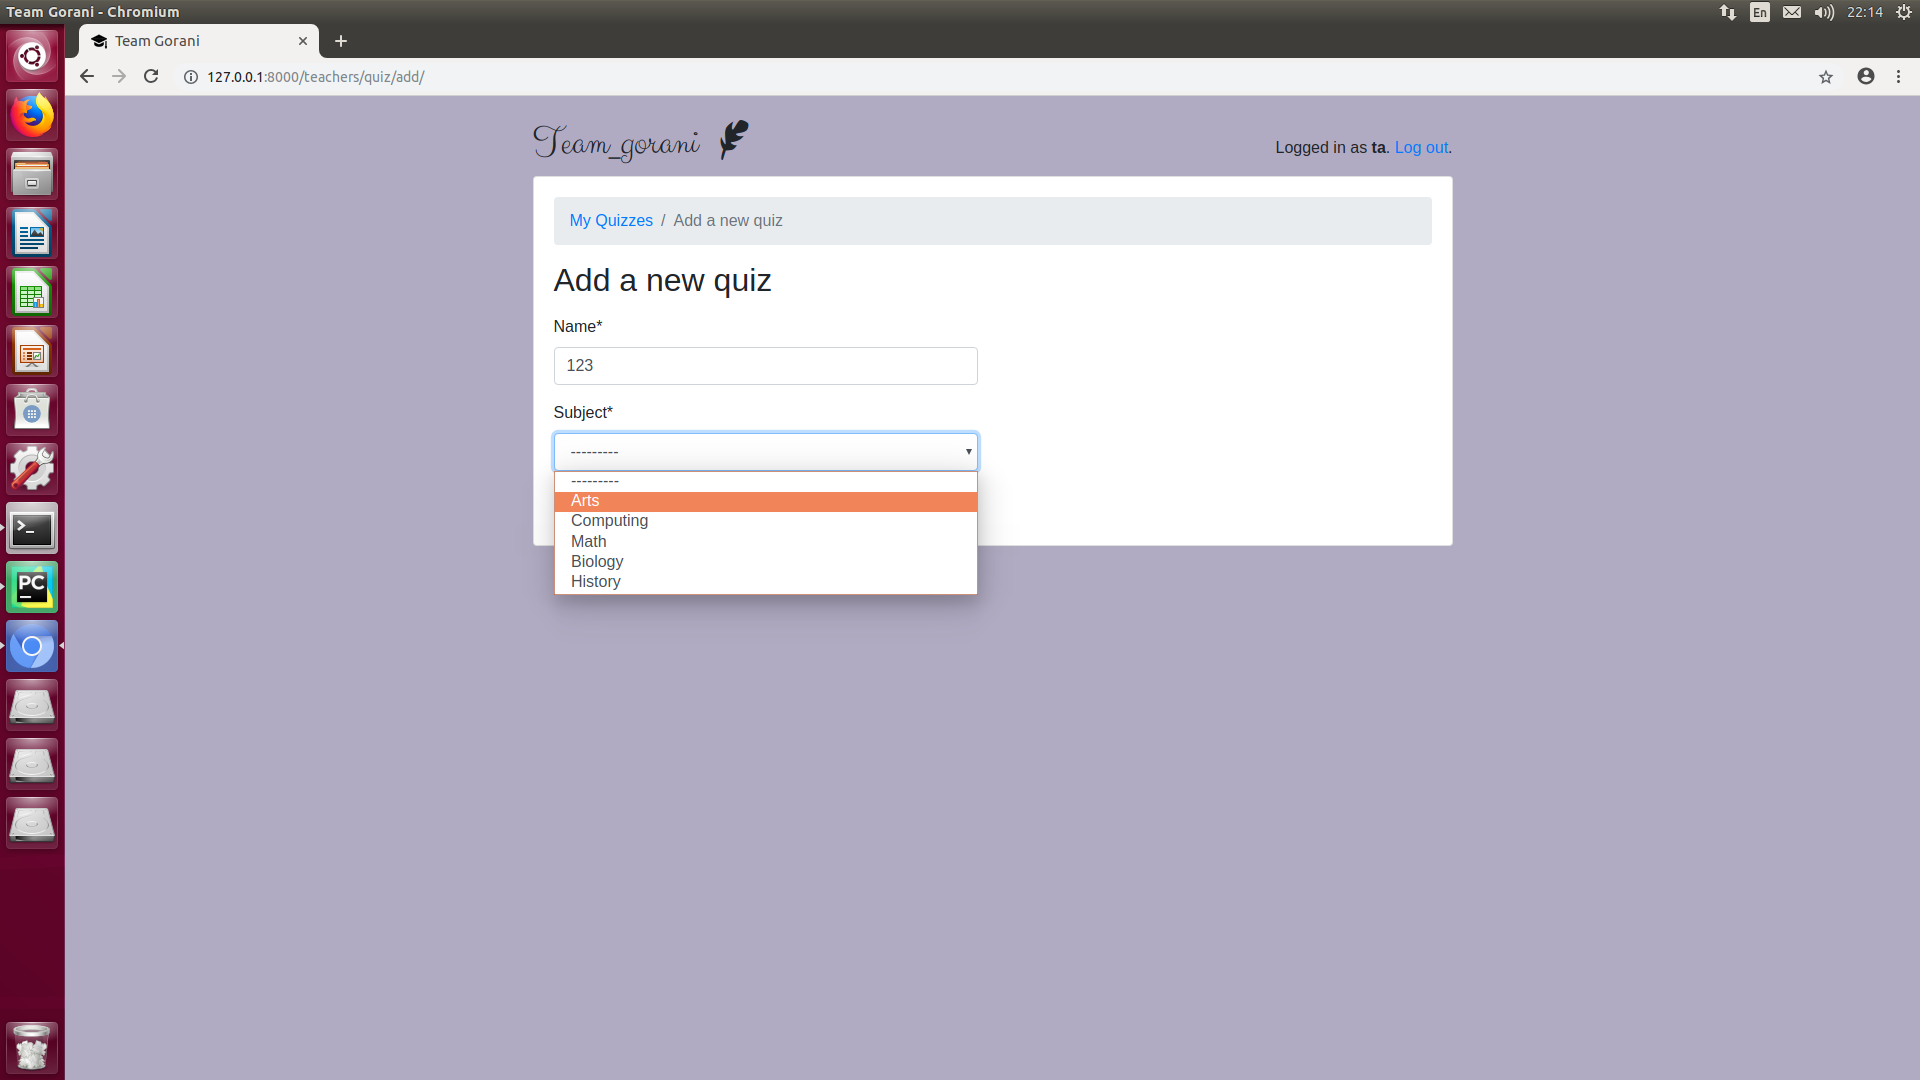 Team Gorani - Chromium
En
22:14
Team Gorani
127.0.0.1:8000/teachers/quiz/add/
Team_gorani
Logged in as ta. Log out.
My Quizzes / Add a new quiz
Add a new quiz
Name*
123
Subject*
---------
---------
Arts
Computing
Math
Biology
History
PC